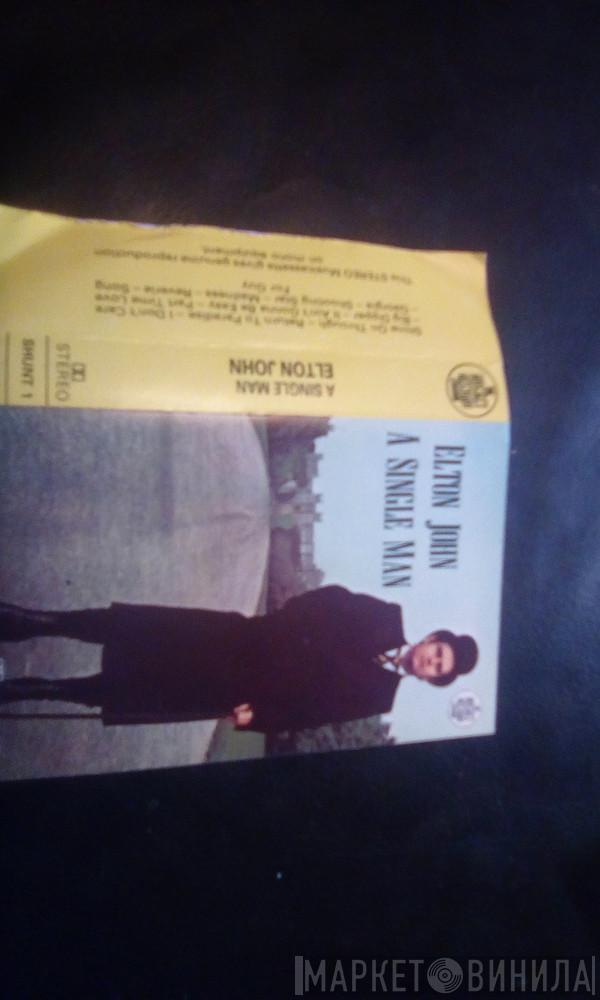 ELTON JOHN
A SINGLE MAN
A SINGLE MAN
ELTON JOHN
STEREO
SHUNT 1
Shine On Through – Return To Paradise – I Don't Care
– Big Dipper – It Ain't Gonna Be Easy – Part Time Love
– Georgia – Shooting Star – Madness – Reverie – Song
For Guy
This STEREO Musicassette gives genuine reproduction
on mono equipment.
МАРКЕТ ВИНИЛА